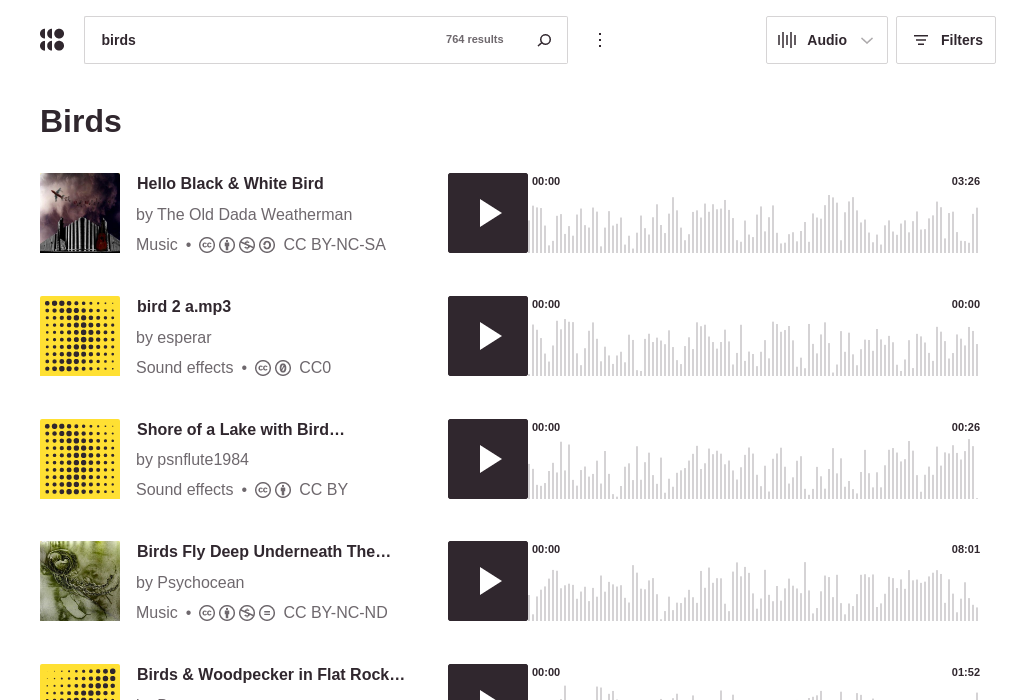 birds
764 results
Audio
Filters
Birds
Hello Black & White Bird
by The Old Dada Weatherman
Music • CC BY-NC-SA
00:00
03:26
bird 2 a.mp3
by esperar
Sound effects • CC0
00:00
00:00
Shore of a Lake with Bird…
by psnflute1984
Sound effects • CC BY
00:00
00:26
Birds Fly Deep Underneath The…
by Psychocean
Music • CC BY-NC-ND
00:00
08:01
Birds & Woodpecker in Flat Rock…
00:00
01:52